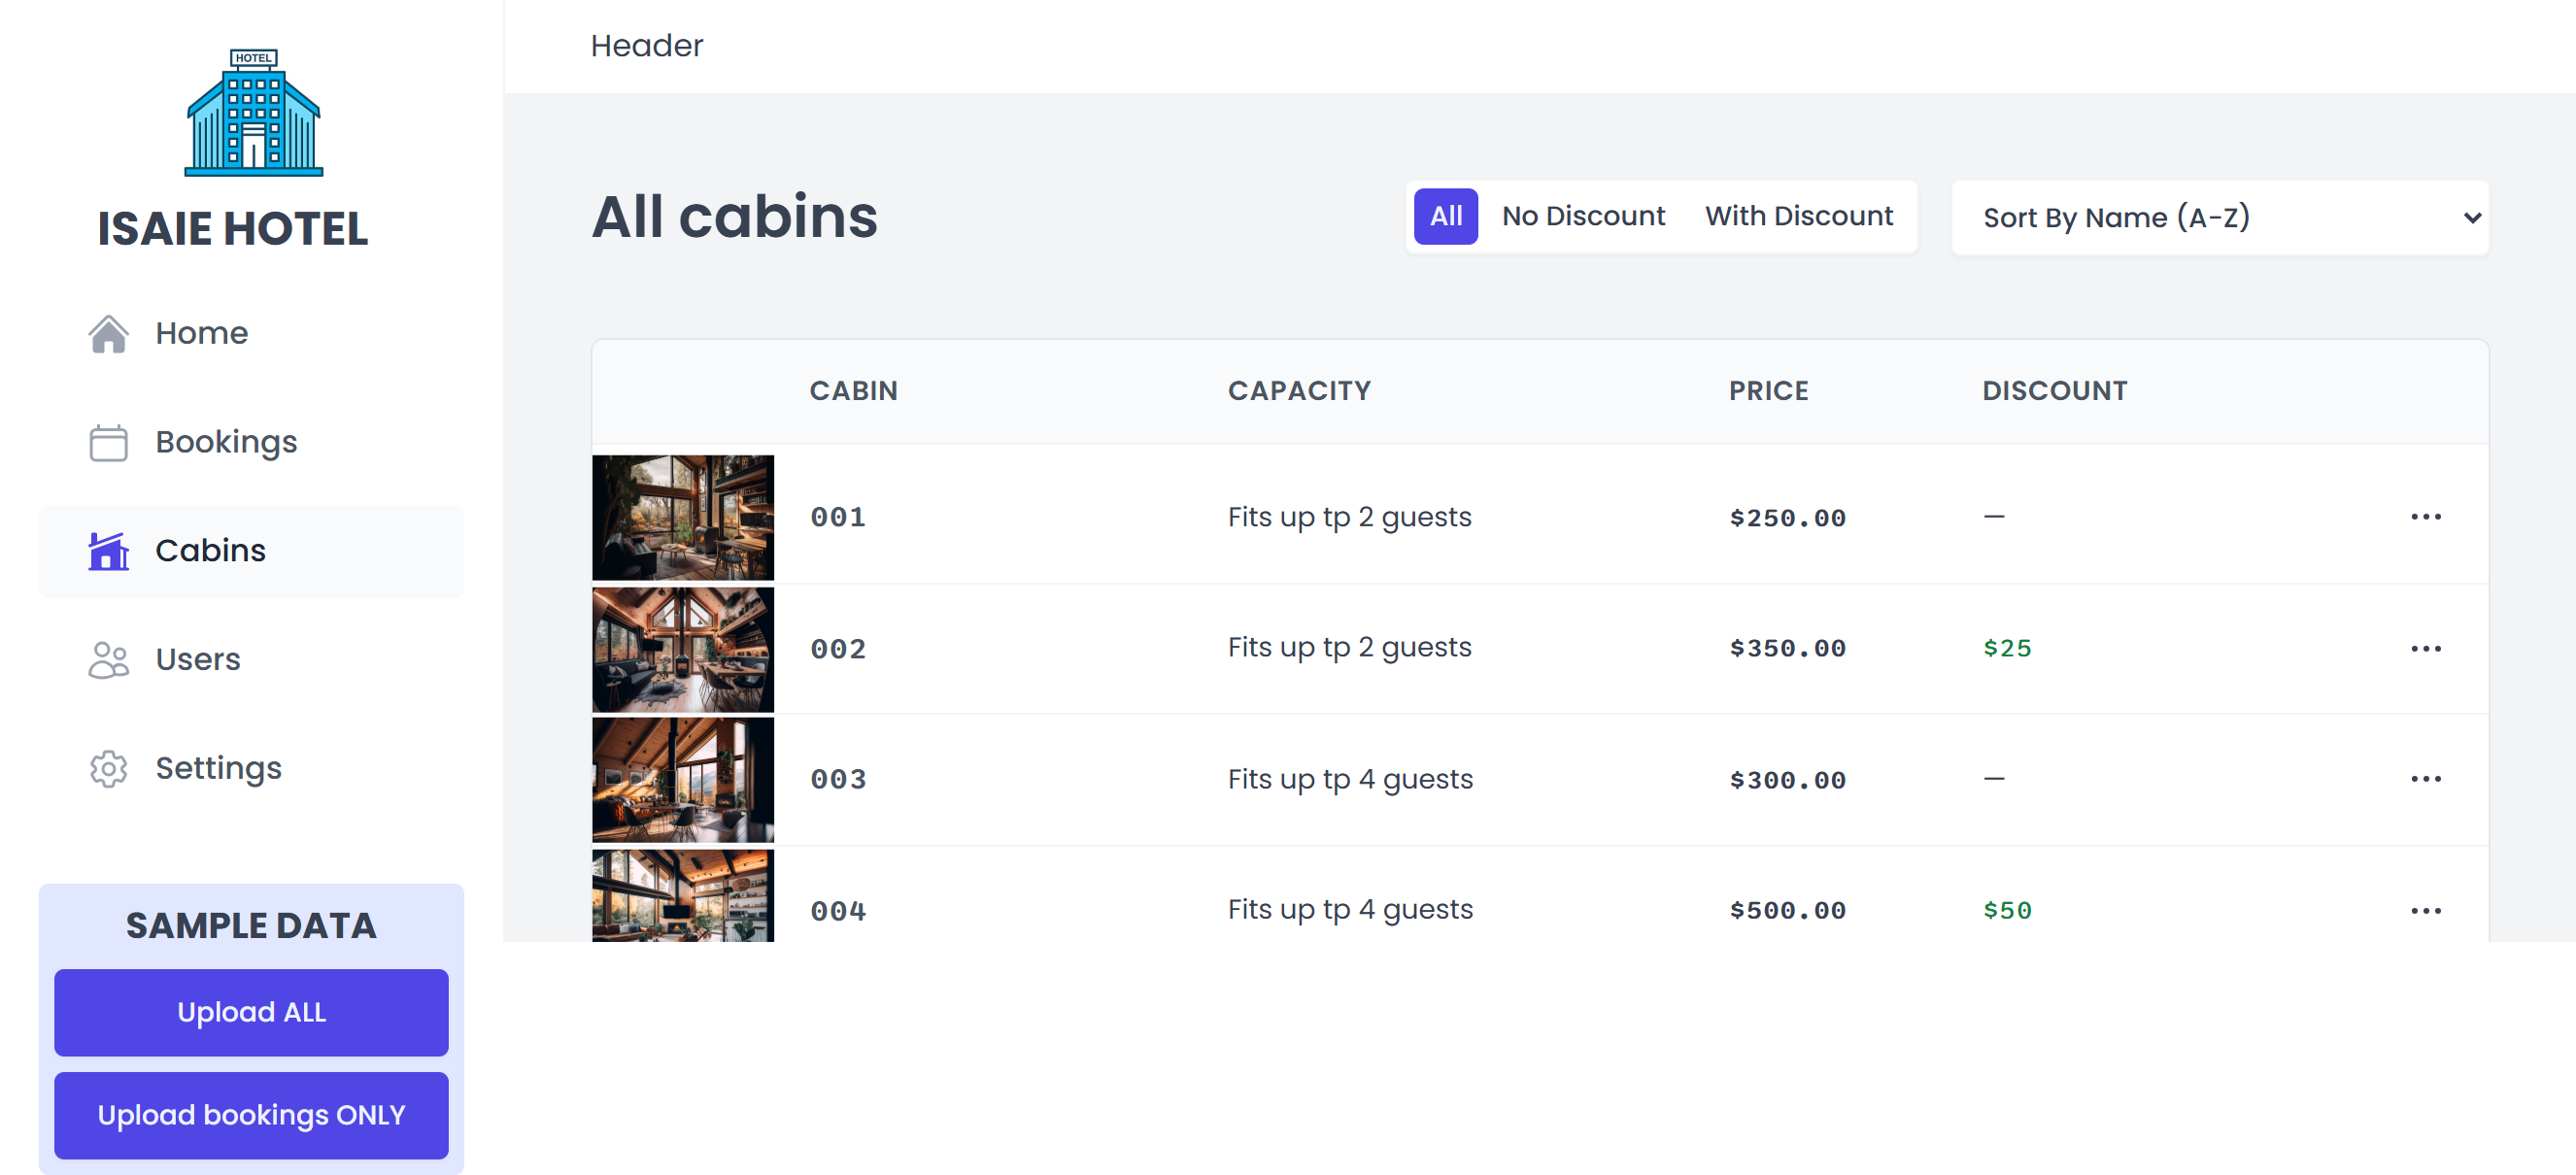 HOTEL
ISAIE HOTEL
Home
Bookings
Cabins
Users
Settings
SAMPLE DATA
Upload ALL
Upload bookings ONLY
Header
All cabins
All No Discount With Discount
Sort By Name (A-Z)
CABIN CAPACITY PRICE DISCOUNT
001 Fits up tp 2 guests $250.00 —
002 Fits up tp 2 guests $350.00 $25
003 Fits up tp 4 guests $300.00 —
004 Fits up tp 4 guests $500.00 $50